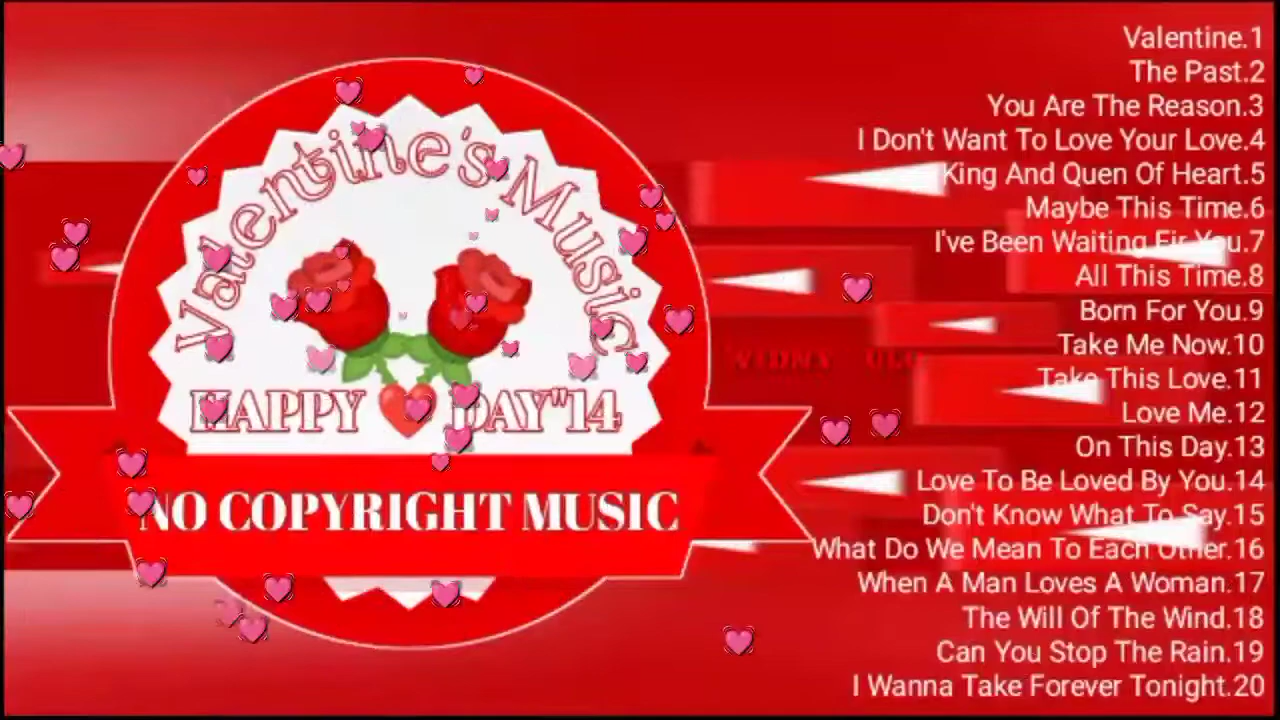 Valentine's Music
HAPPY DAY"14
NO COPYRIGHT MUSIC
Valentine.1
The Past.2
You Are The Reason.3
I Don't Want To Love Your Love.4
King And Quen Of Heart.5
Maybe This Time.6
I've Been Waiting Fir You.7
All This Time.8
Born For You.9
Take Me Now.10
Take This Love.11
Love Me.12
On This Day.13
Love To Be Loved By You.14
Don't Know What To Say.15
What Do We Mean To Each Other.16
When A Man Loves A Woman.17
The Will Of The Wind.18
Can You Stop The Rain.19
I Wanna Take Forever Tonight.20